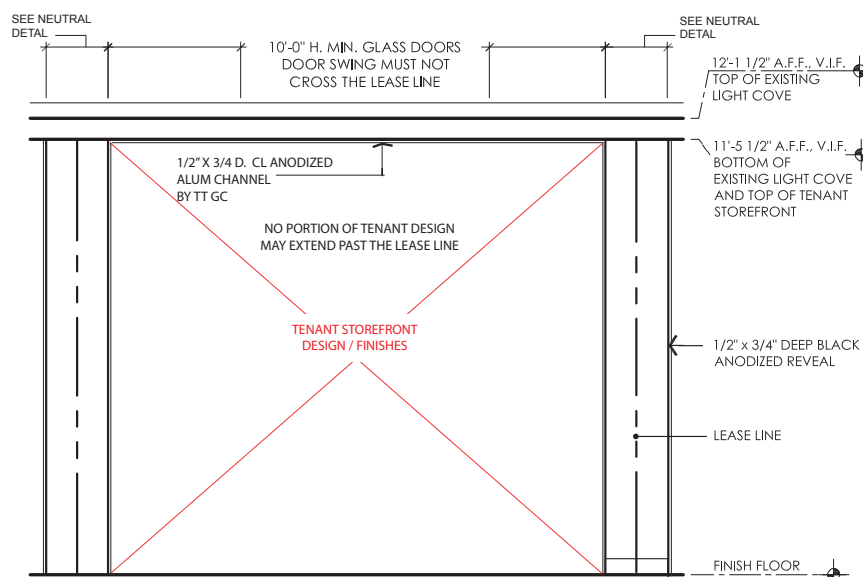 SEE NEUTRAL
DETAL
10'-0" H. MIN. GLASS DOORS
DOOR SWING MUST NOT
CROSS THE LEASE LINE
SEE NEUTRAL
DETAL
12'-1 1/2" A.F.F., V.I.F.
TOP OF EXISTING
LIGHT COVE
11'-5 1/2" A.F.F., V.I.F.
BOTTOM OF
EXISTING LIGHT COVE
AND TOP OF TENANT
STOREFRONT
1/2" X 3/4 D. CL ANODIZED
ALUM CHANNEL
BY TT GC
NO PORTION OF TENANT DESIGN
MAY EXTEND PAST THE LEASE LINE
TENANT STOREFRONT
DESIGN / FINISHES
1/2" x 3/4" DEEP BLACK
ANODIZED REVEAL
LEASE LINE
FINISH FLOOR